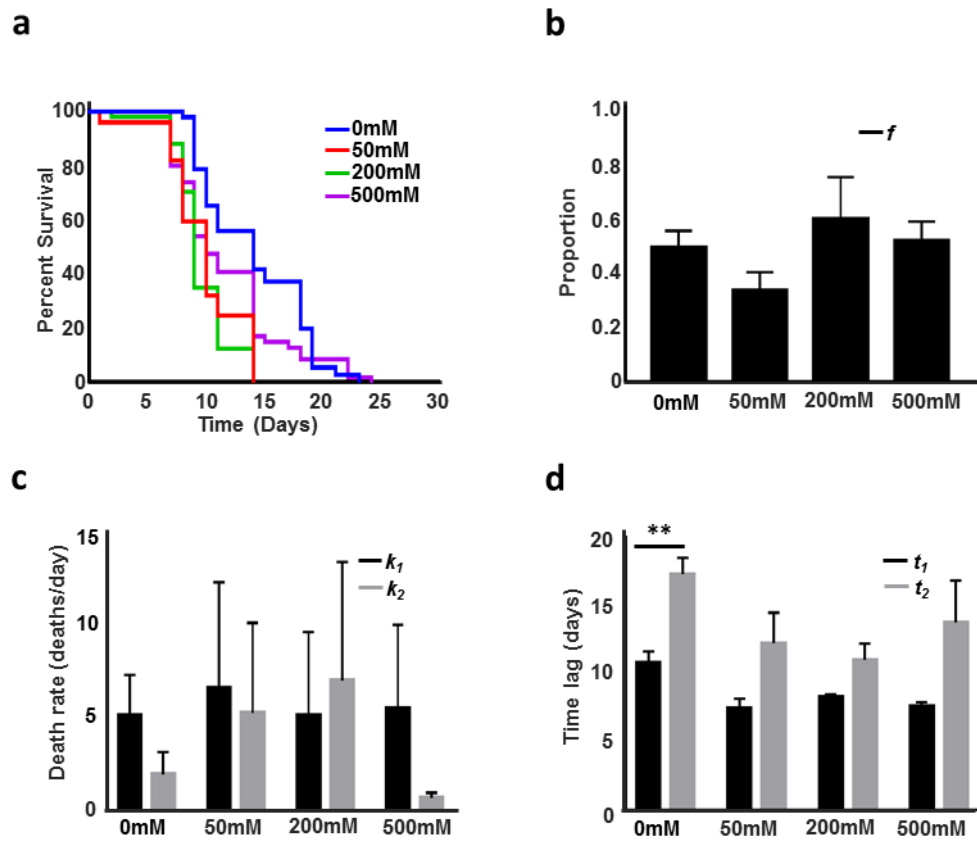 a
Percent Survival
100
80
60
40
20
0
0 5 10 15 20 25 30
Time (Days)
0mM
50mM
200mM
500mM
b
Proportion
1.0
0.8
0.6
0.4
0.2
0
f
0mM 50mM 200mM 500mM
c
Death rate (deaths/day)
15
10
5
0
k1
k2
0mM 50mM 200mM 500mM
d
Time lag (days)
20
15
10
5
0
**
t1
t2
0mM 50mM 200mM 500mM